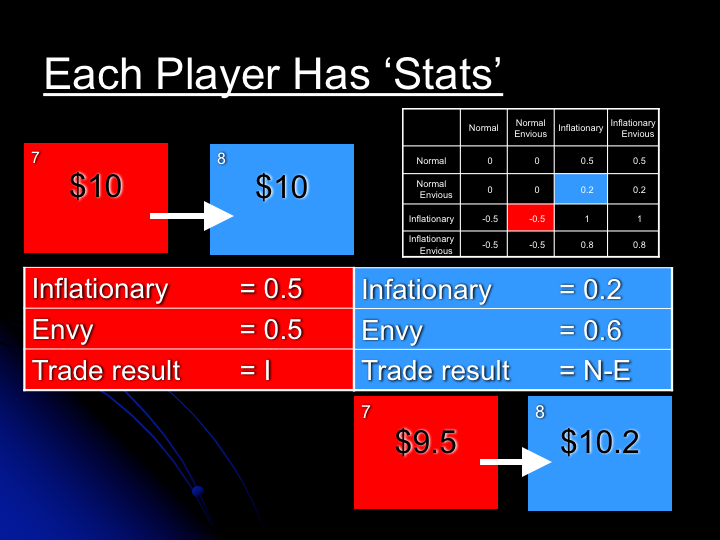 Each Player Has ‘Stats’
7
$10
8
$10
Normal Normal Envious Inflationary Inflationary Envious
Normal 0 0 0.5 0.5
Normal Envious 0 0 0.2 0.2
Inflationary -0.5 -0.5 1 1
Inflationary Envious -0.5 -0.5 0.8 0.8
Inflationary = 0.5 Infationary = 0.2
Envy = 0.5 Envy = 0.6
Trade result = I Trade result = N-E
7
$9.5
8
$10.2